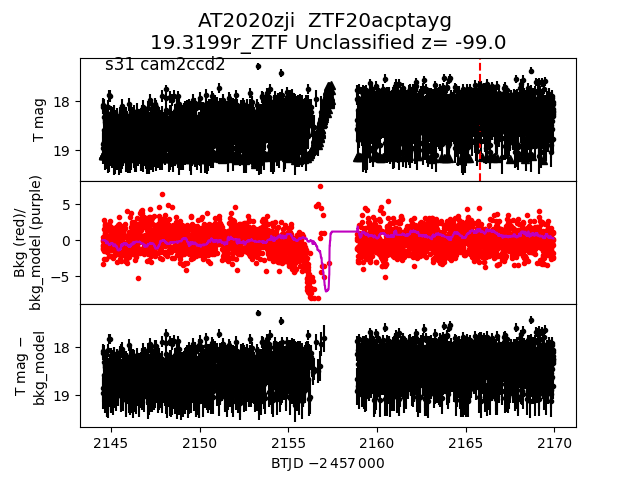 AT2020zji  ZTF20acptayg
19.3199r_ZTF Unclassified z= -99.0
s31 cam2ccd2
T mag
18
19
Bkg (red)/
bkg_model (purple)
5
0
−5
T mag −
bkg_model
18
19
2145 2150 2155 2160 2165 2170
BTJD −2 457 000